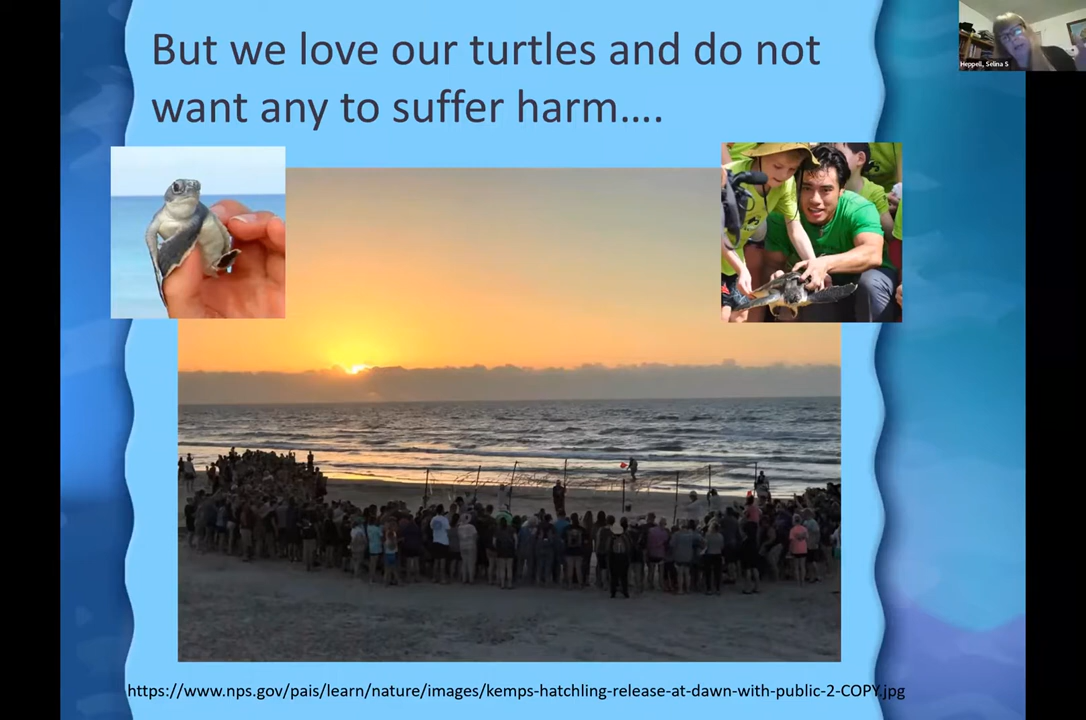 But we love our turtles and do not
want any to suffer harm....
Heppell, Selina S
https://www.nps.gov/pais/learn/nature/images/kemps-hatchling-release-at-dawn-with-public-2-COPY.jpg